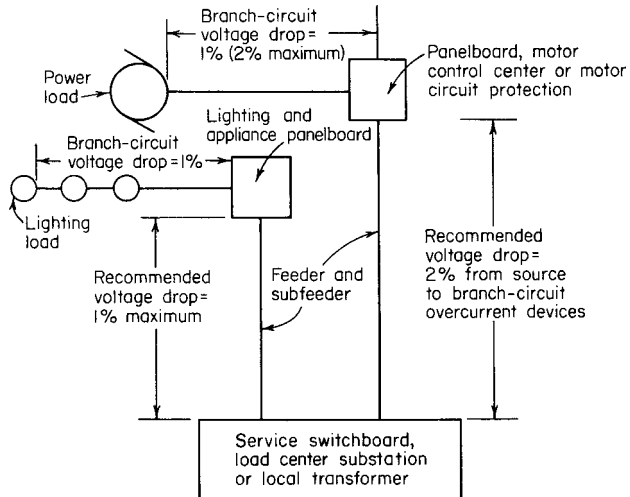 Branch-circuit
voltage drop=
1% (2% maximum)
Panelboard, motor
control center or motor
circuit protection
Power
load
Lighting and
appliance panelboard
Branch-circuit
voltage drop=1%
Lighting
load
Recommended
voltage drop=
1% maximum
Feeder and
subfeeder
Recommended
voltage drop=
2% from source
to branch-circuit
overcurrent devices
Service switchboard,
load center substation
or local transformer